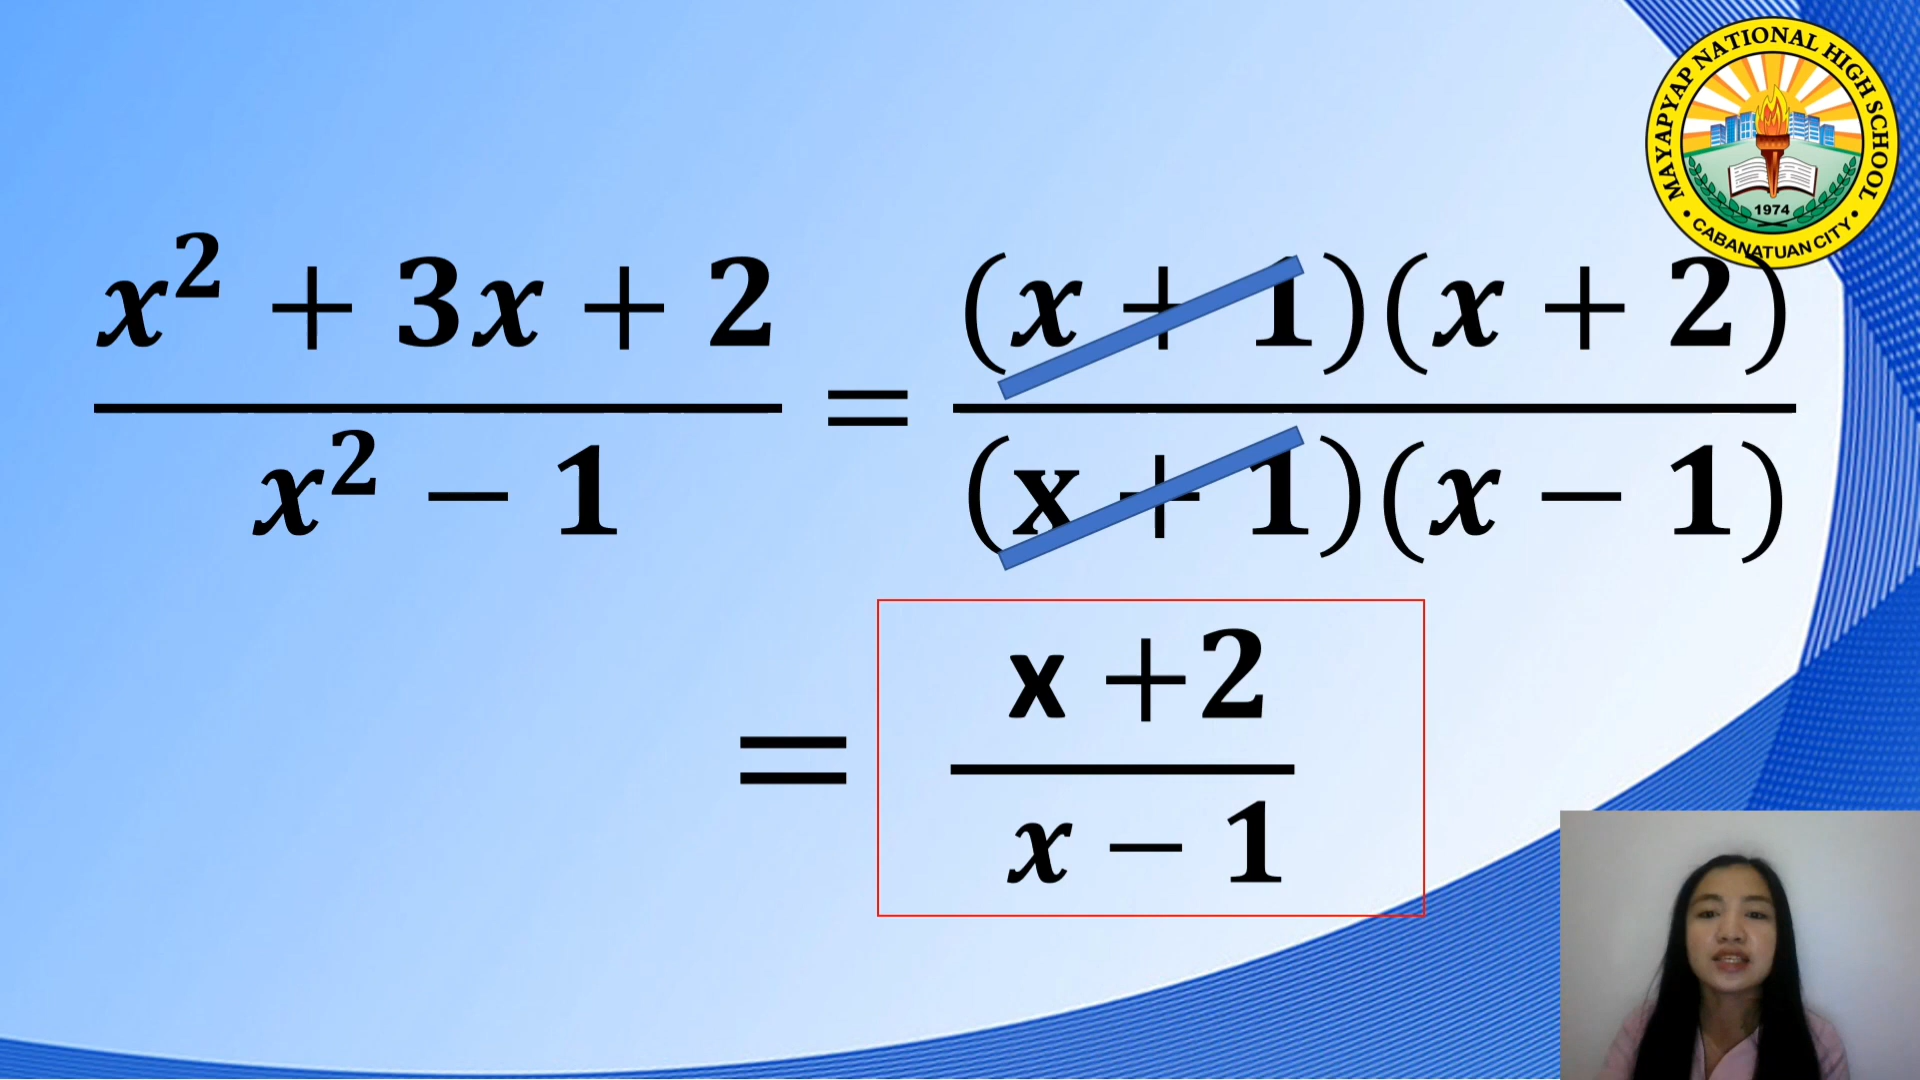 MAYAPYAP NATIONAL HIGH SCHOOL
1974
• CABANATUAN CITY •
x² + 3x + 2 (x + 1)(x + 2)
=
x² − 1 (x + 1)(x − 1)
x +2
=
x − 1